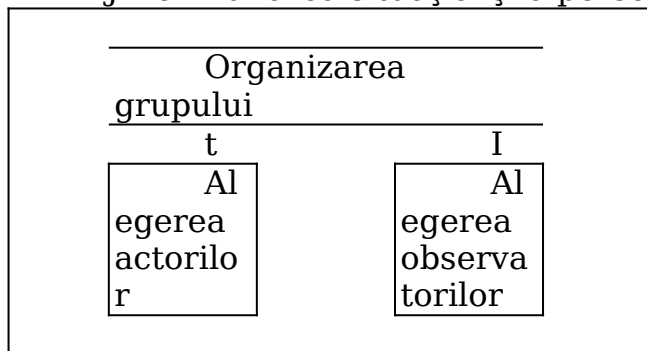 Organizarea
grupului
t I
Al Al
egerea egerea
actorilo observa
r torilor